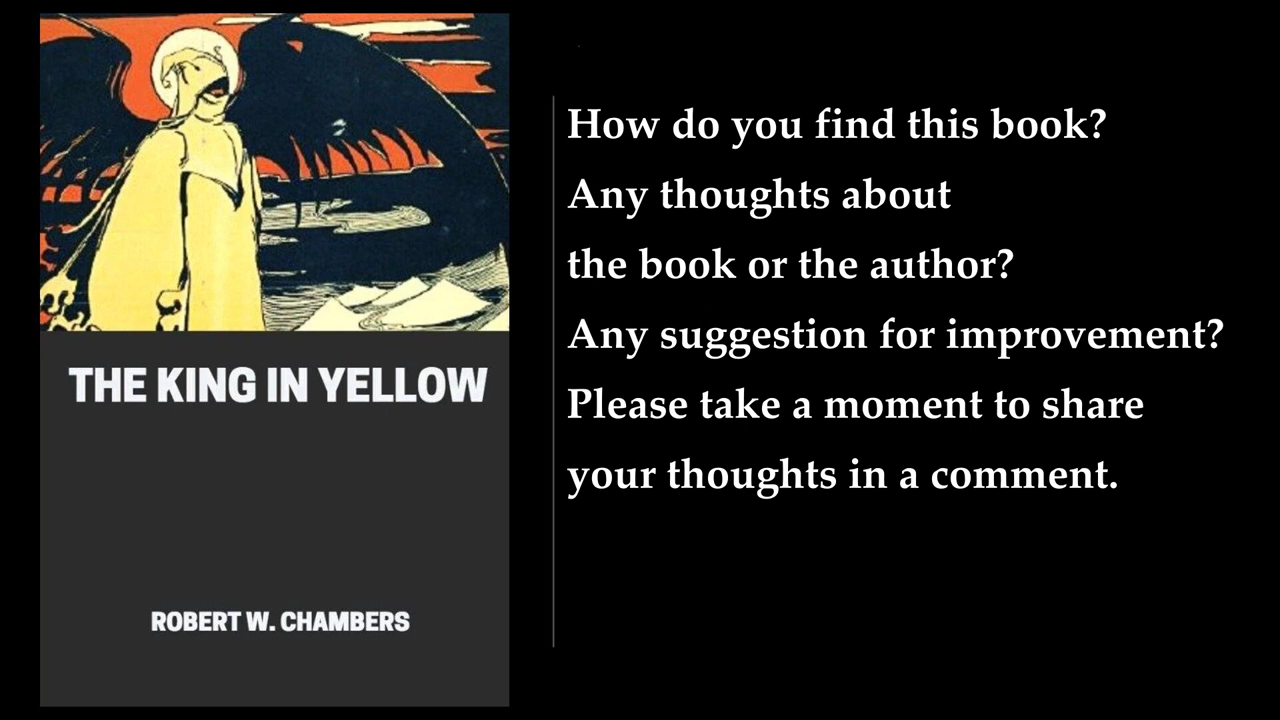 THE KING IN YELLOW
ROBERT W. CHAMBERS
How do you find this book?
Any thoughts about
the book or the author?
Any suggestion for improvement?
Please take a moment to share
your thoughts in a comment.